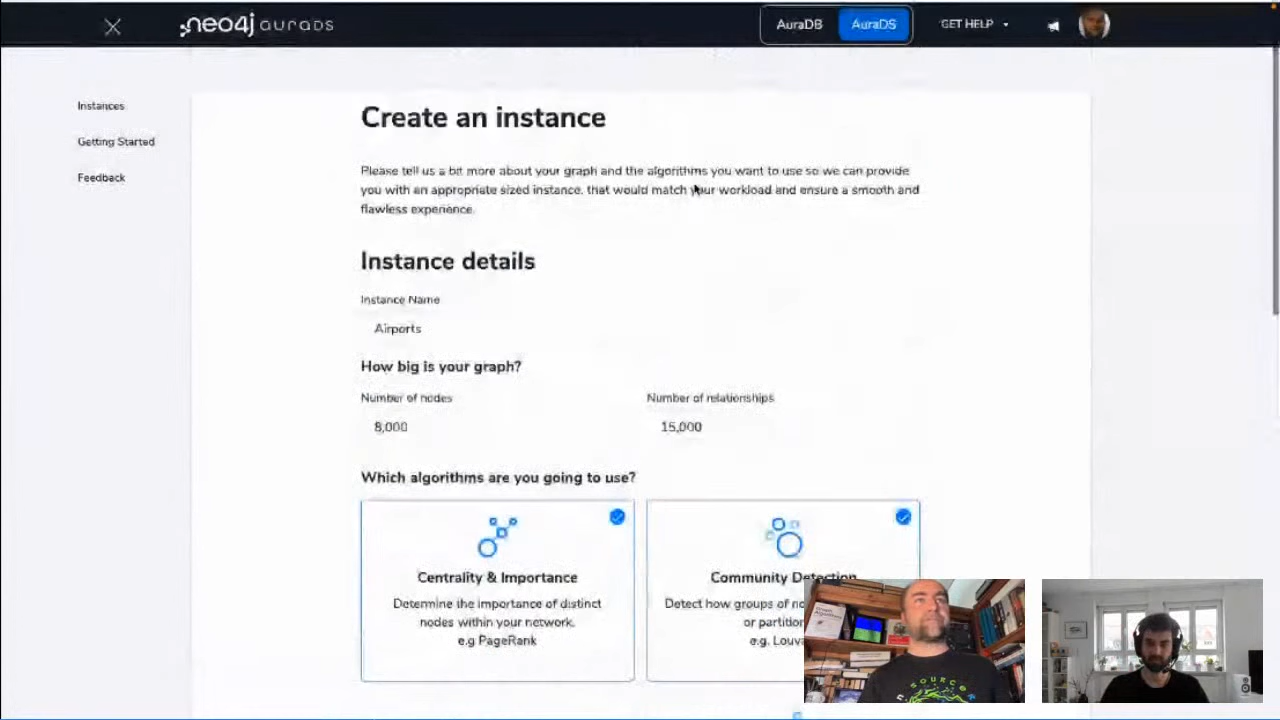 neo4j aurads
AuraDB
AuraDS
GET HELP
Instances
Getting Started
Feedback
Create an instance
Please tell us a bit more about your graph and the algorithms you want to use so we can provide
you with an appropriate sized instance, that would match your workload and ensure a smooth and
flawless experience.
Instance details
Instance Name
Airports
How big is your graph?
Number of nodes
Number of relationships
8,000
15,000
Which algorithms are you going to use?
Centrality & Importance
Determine the importance of distinct
nodes within your network.
e.g PageRank
Community Detection
Detect how groups of
or partition
e.g. Louva